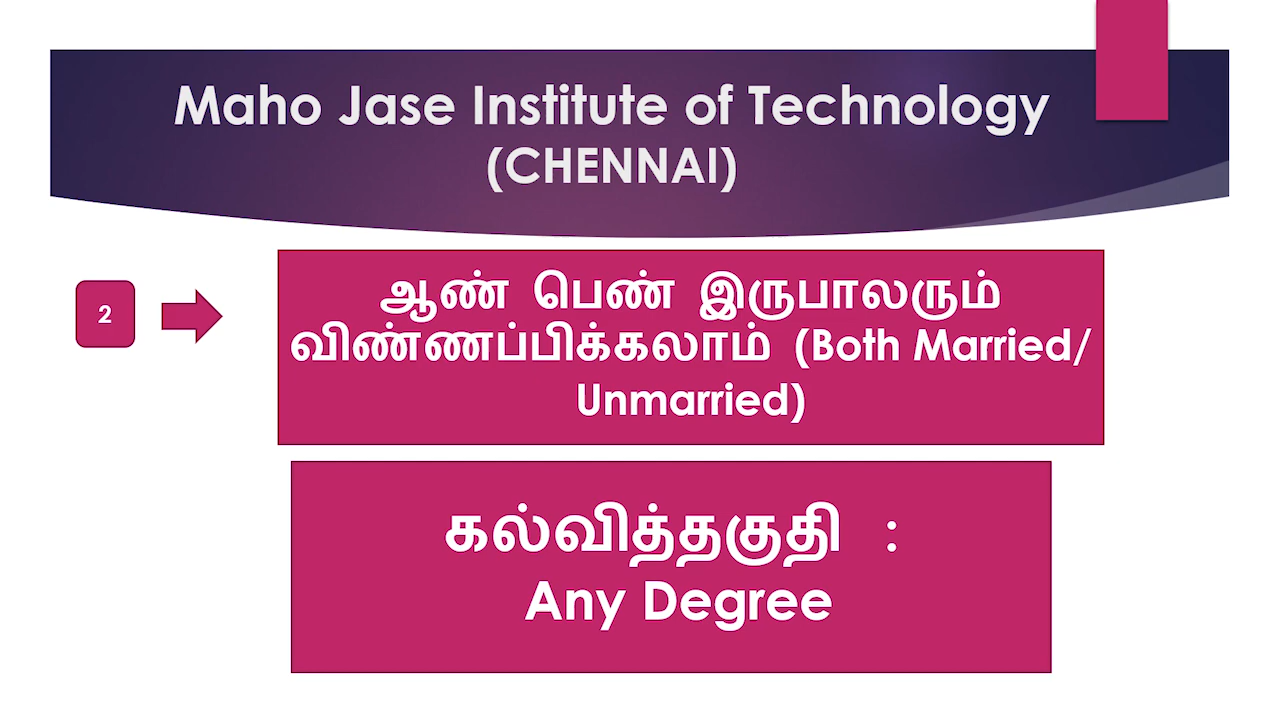 Maho Jase Institute of Technology
(CHENNAI)
2
ஆண் பெண் இருபாலரும்
விண்ணப்பிக்கலாம் (Both Married/
Unmarried)
கல்வித்தகுதி :
Any Degree